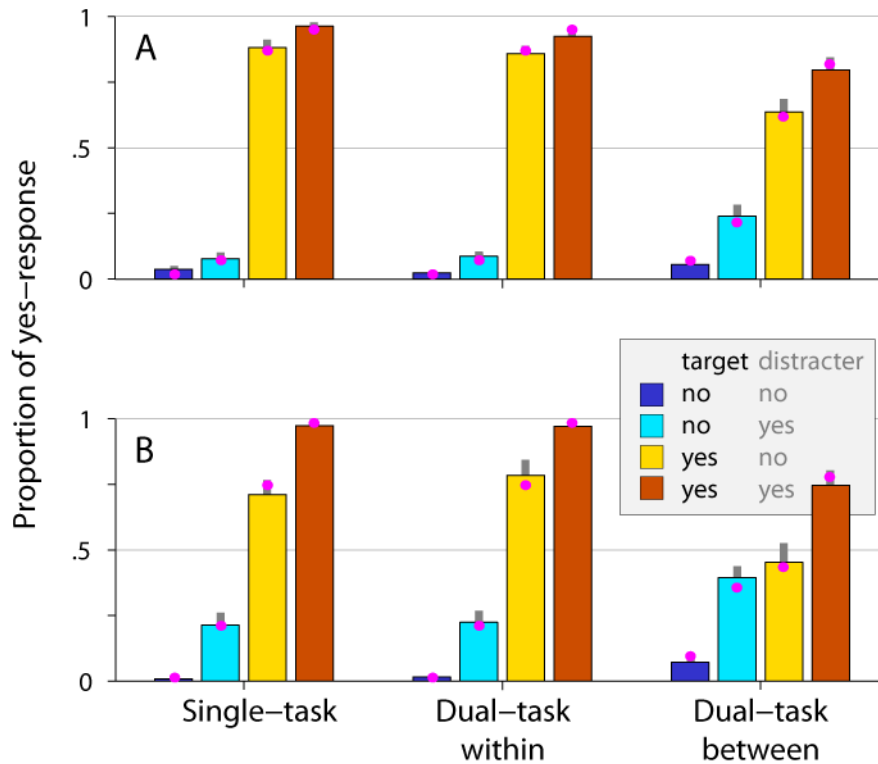 Proportion of yes−response
A
1
.5
0
B
1
.5
0
target distracter
no no
no yes
yes no
yes yes
Single−task
Dual−task
within
Dual−task
between